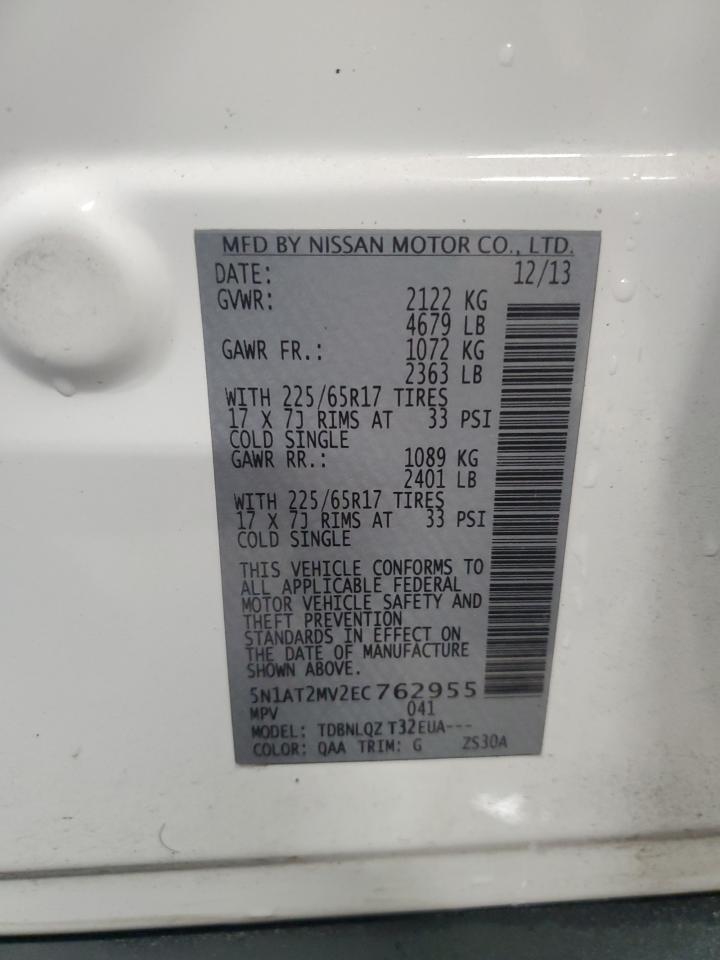 MFD BY NISSAN MOTOR CO., LTD.
DATE: 12/13
GVWR: 2122 KG
4679 LB
GAWR FR.: 1072 KG
2363 LB
WITH 225/65R17 TIRES
17 X 7J RIMS AT 33 PSI
COLD SINGLE
GAWR RR.: 1089 KG
2401 LB
WITH 225/65R17 TIRES
17 X 7J RIMS AT 33 PSI
COLD SINGLE
THIS VEHICLE CONFORMS TO
ALL APPLICABLE FEDERAL
MOTOR VEHICLE SAFETY AND
THEFT PREVENTION
STANDARDS IN EFFECT ON
THE DATE OF MANUFACTURE
SHOWN ABOVE.
5N1AT2MV2EC762955
MPV 041
MODEL: TDBNLQZ T32EUA---
COLOR: QAA TRIM: G ZS30A